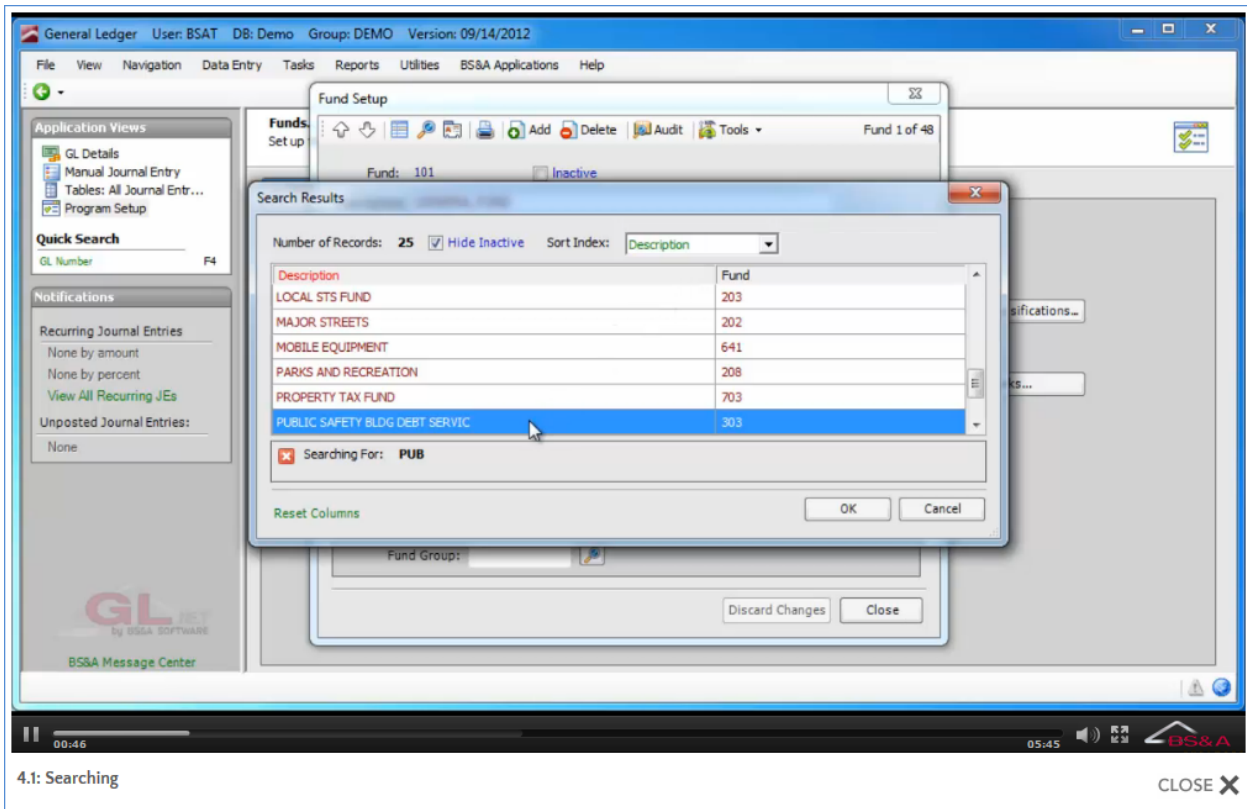 General Ledger User: BSAT DB: Demo Group: DEMO Version: 09/14/2012
File View Navigation Data Entry Tasks Reports Utilities BS&A Applications Help
Application Views
GL Details
Manual Journal Entry
Tables: All Journal Entr...
Program Setup
Quick Search
GL Number F4
Notifications
Recurring Journal Entries
None by amount
None by percent
View All Recurring JEs
Unposted Journal Entries:
None
GL .NET
by BS&A SOFTWARE
BS&A Message Center
Funds.
Set up
Fund Setup
Add Delete Audit Tools Fund 1 of 48
Fund: 101 Inactive
Search Results
Number of Records: 25 Hide Inactive Sort Index: Description
Description Fund
LOCAL STS FUND 203
MAJOR STREETS 202
MOBILE EQUIPMENT 641
PARKS AND RECREATION 208
PROPERTY TAX FUND 703
PUBLIC SAFETY BLDG DEBT SERVIC 303
Searching For: PUB
Reset Columns OK Cancel
sifications...
ks...
Fund Group:
Discard Changes Close
00:46 05:45 BS&A
4.1: Searching
CLOSE